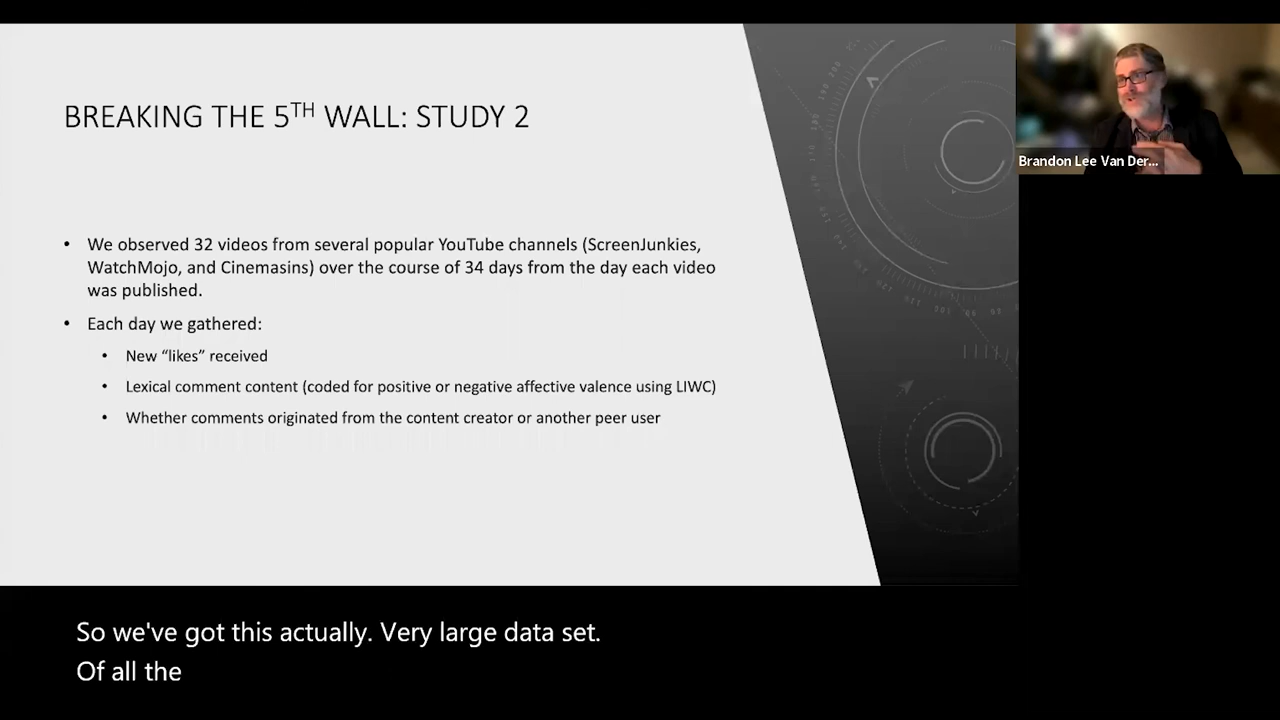 BREAKING THE 5TH WALL: STUDY 2
Brandon Lee Van Der...
• We observed 32 videos from several popular YouTube channels (ScreenJunkies,
WatchMojo, and Cinemasins) over the course of 34 days from the day each video
was published.
• Each day we gathered:
• New “likes” received
• Lexical comment content (coded for positive or negative affective valence using LIWC)
• Whether comments originated from the content creator or another peer user
So we've got this actually. Very large data set.
Of all the